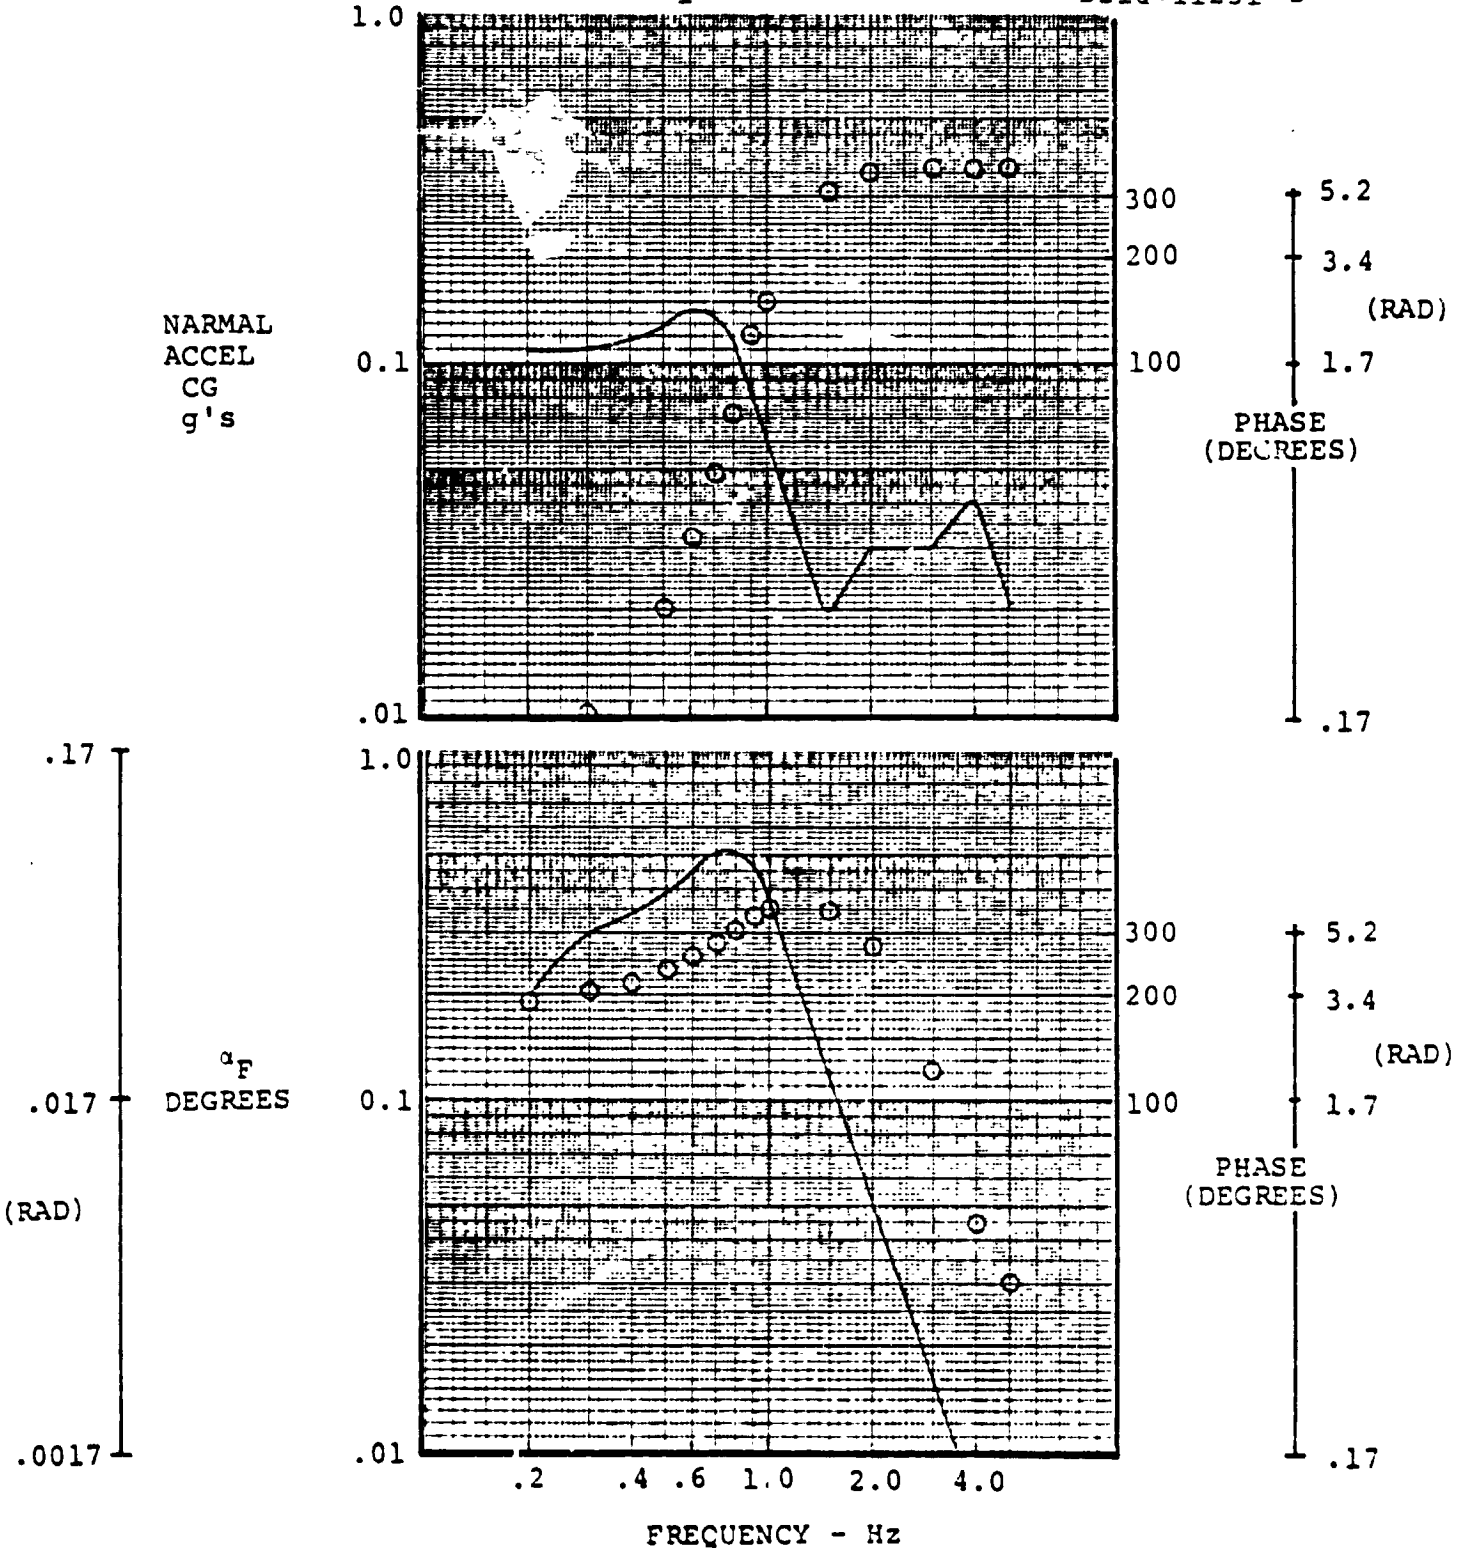 1.0
300
5.2
200
3.4
(RAD)
NARMAL
ACCEL
CG
g's
0.1
100
1.7
PHASE
(DEGREES)
.01
.17
.17
1.0
300
5.2
200
3.4
(RAD)
αF
DEGREES
.017
0.1
100
1.7
PHASE
(DEGREES)
(RAD)
.0017
.01
.17
.2 .4 .6 1.0 2.0 4.0
FREQUENCY - Hz